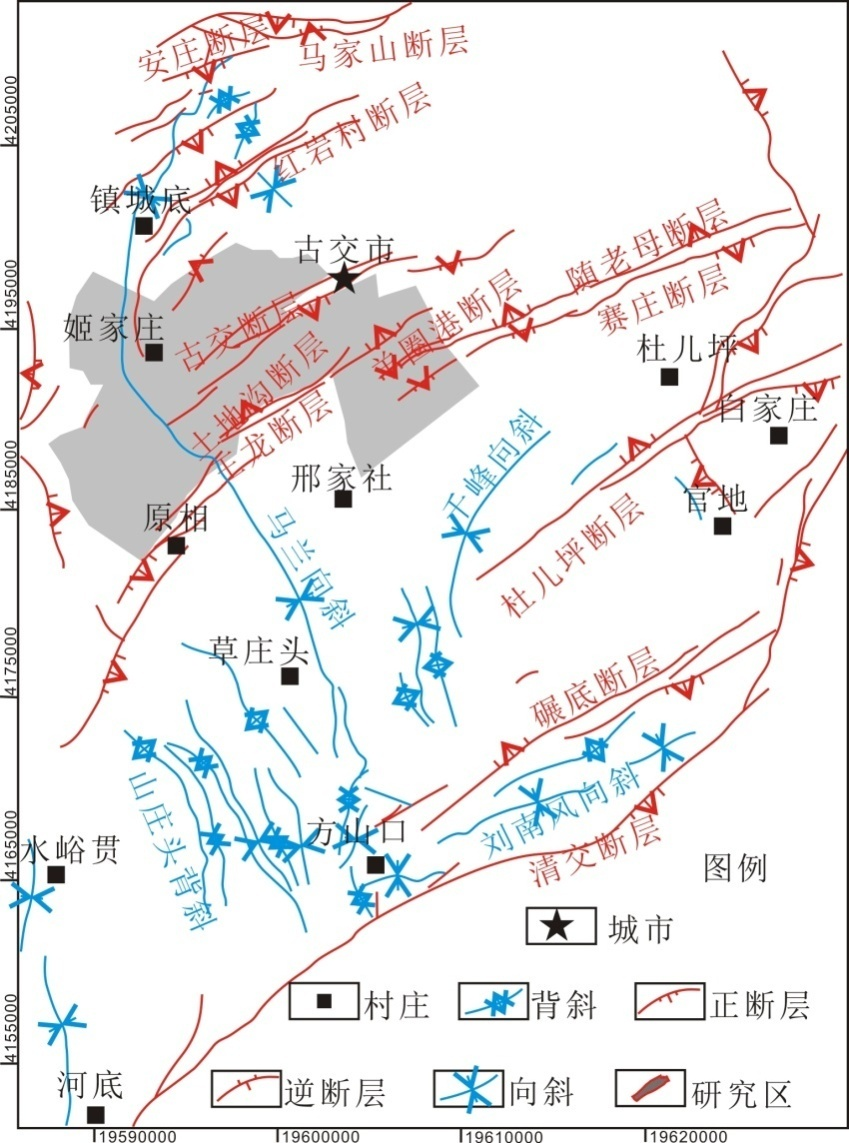 安庄断层
马家山断层
4205000
红岩村断层
镇城底
古交市
随老母断层
4195000
赛庄断层
姬家庄
古交断层
杜儿坪
土地沟断层
白家庄
王龙断层
邢家社
千峰向斜
4185000
官地
原相
马兰向斜
杜儿坪断层
草庄头
4175000
碾底断层
山庄头背斜
刘南风向斜
方山口
水峪贯
4165000
清交断层
图例
城市
村庄
背斜
正断层
4155000
河底
逆断层
向斜
研究区
19590000
19600000
19610000
19620000